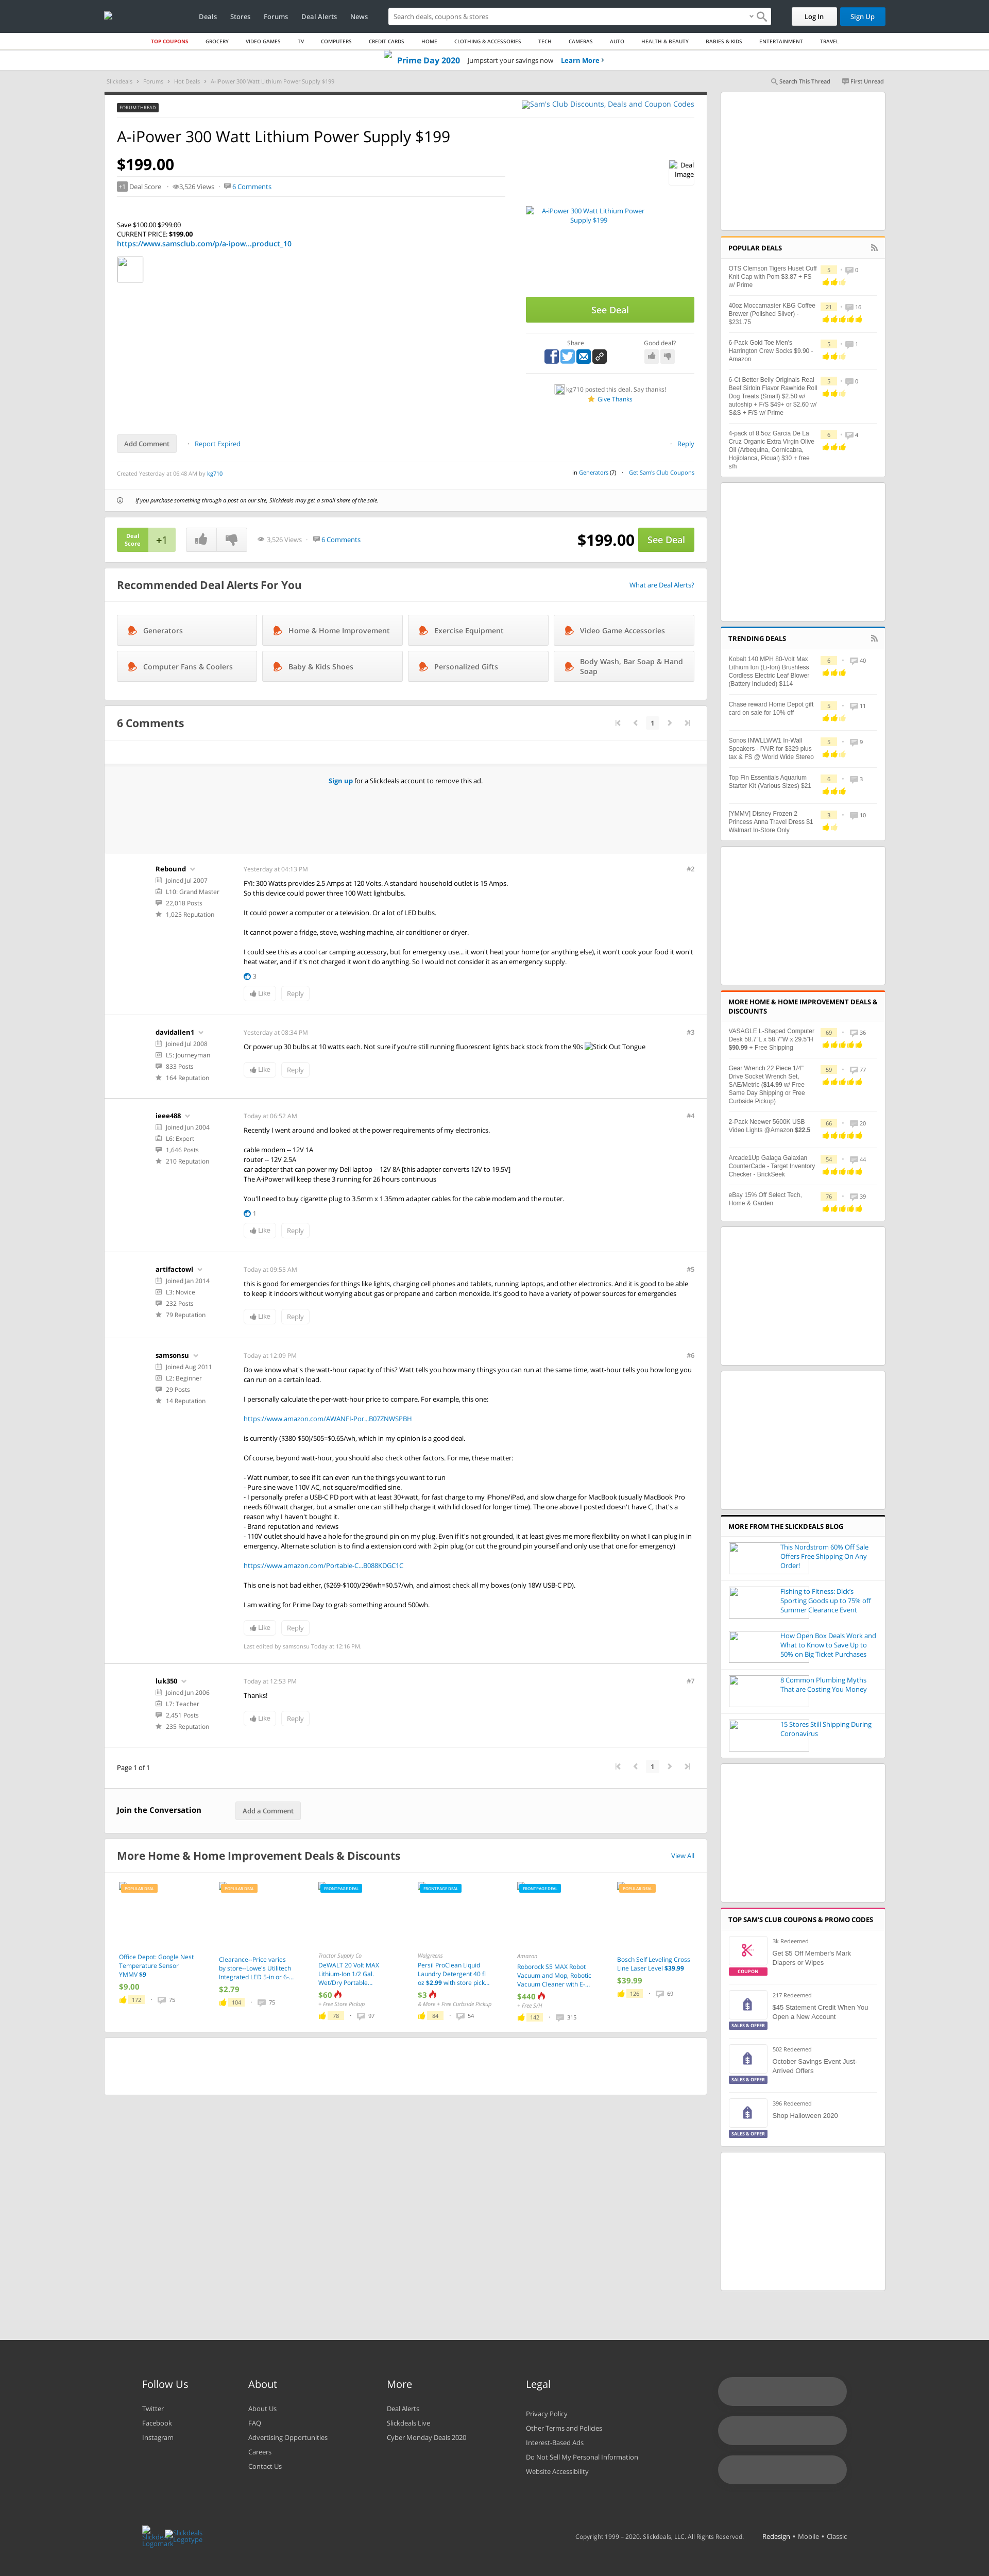 Deals Stores Forums Deal Alerts News
Search deals, coupons & stores
Log In Sign Up
TOP COUPONS GROCERY VIDEO GAMES TV COMPUTERS CREDIT CARDS HOME CLOTHING & ACCESSORIES TECH CAMERAS AUTO HEALTH & BEAUTY BABIES & KIDS ENTERTAINMENT TRAVEL
Prime Day 2020 Jumpstart your savings now Learn More
Slickdeals Forums Hot Deals A-iPower 300 Watt Lithium Power Supply $199
Search This Thread First Unread
FORUM THREAD
Sam's Club Discounts, Deals and Coupon Codes
A-iPower 300 Watt Lithium Power Supply $199
$199.00
Deal Image
+1 Deal Score 3,526 Views 6 Comments
Save $100.00 $299.00
CURRENT PRICE: $199.00
https://www.samsclub.com/p/a-ipow...product_10
A-iPower 300 Watt Lithium Power Supply $199
See Deal
Share
Good deal?
kg710 posted this deal. Say thanks!
Give Thanks
Add Comment Report Expired
Reply
Created Yesterday at 06:48 AM by kg710
in Generators (7) Get Sam's Club Coupons
If you purchase something through a post on our site, Slickdeals may get a small share of the sale.
Deal Score +1
3,526 Views 6 Comments
$199.00 See Deal
Recommended Deal Alerts For You
What are Deal Alerts?
Generators
Home & Home Improvement
Exercise Equipment
Video Game Accessories
Computer Fans & Coolers
Baby & Kids Shoes
Personalized Gifts
Body Wash, Bar Soap & Hand Soap
6 Comments
1
Sign up for a Slickdeals account to remove this ad.
Rebound
Joined Jul 2007
L10: Grand Master
22,018 Posts
1,025 Reputation
Yesterday at 04:13 PM
#2
FYI: 300 Watts provides 2.5 Amps at 120 Volts. A standard household outlet is 15 Amps.
So this device could power three 100 Watt lightbulbs.
It could power a computer or a television. Or a lot of LED bulbs.
It cannot power a fridge, stove, washing machine, air conditioner or dryer.
I could see this as a cool car camping accessory, but for emergency use... it won't heat your home (or anything else), it won't cook your food it won't heat water, and if it's not charged it won't do anything. So I would not consider it as an emergency supply.
3
Like Reply
davidallen1
Joined Jul 2008
L5: Journeyman
833 Posts
164 Reputation
Yesterday at 08:34 PM
#3
Or power up 30 bulbs at 10 watts each. Not sure if you're still running fluorescent lights back stock from the 90s Stick Out Tongue
Like Reply
ieee488
Joined Jun 2004
L6: Expert
1,646 Posts
210 Reputation
Today at 06:52 AM
#4
Recently I went around and looked at the power requirements of my electronics.
cable modem -- 12V 1A
router -- 12V 2.5A
car adapter that can power my Dell laptop -- 12V 8A [this adapter converts 12V to 19.5V]
The A-iPower will keep these 3 running for 26 hours continuous
You'll need to buy cigarette plug to 3.5mm x 1.35mm adapter cables for the cable modem and the router.
1
Like Reply
artifactowl
Joined Jan 2014
L3: Novice
232 Posts
79 Reputation
Today at 09:55 AM
#5
this is good for emergencies for things like lights, charging cell phones and tablets, running laptops, and other electronics. And it is good to be able to keep it indoors without worrying about gas or propane and carbon monoxide. it's good to have a variety of power sources for emergencies
Like Reply
samsonsu
Joined Aug 2011
L2: Beginner
29 Posts
14 Reputation
Today at 12:09 PM
#6
Do we know what's the watt-hour capacity of this? Watt tells you how many things you can run at the same time, watt-hour tells you how long you can run on a certain load.
I personally calculate the per-watt-hour price to compare. For example, this one:
https://www.amazon.com/AWANFI-Por...B07ZNWSPBH
is currently ($380-$50)/505=$0.65/wh, which in my opinion is a good deal.
Of course, beyond watt-hour, you should also check other factors. For me, these matter:
- Watt number, to see if it can even run the things you want to run
- Pure sine wave 110V AC, not square/modified sine.
- I personally prefer a USB-C PD port with at least 30+watt, for fast charge to my iPhone/iPad, and slow charge for MacBook (usually MacBook Pro needs 60+watt charger, but a smaller one can still help charge it with lid closed for longer time). The one above I posted doesn't have C, that's a reason why I haven't bought it.
- Brand reputation and reviews
- 110V outlet should have a hole for the ground pin on my plug. Even if it's not grounded, it at least gives me more flexibility on what I can plug in in emergency. Alternate solution is to find an extension cord with 2-pin plug (or cut the ground pin yourself and only use that one for emergency)
https://www.amazon.com/Portable-C...B088KDGC1C
This one is not bad either, ($269-$100)/296wh=$0.57/wh, and almost check all my boxes (only 18W USB-C PD).
I am waiting for Prime Day to grab something around 500wh.
Like Reply
Last edited by samsonsu Today at 12:16 PM.
luk350
Joined Jun 2006
L7: Teacher
2,451 Posts
235 Reputation
Today at 12:53 PM
#7
Thanks!
Like Reply
Page 1 of 1
1
Join the Conversation Add a Comment
More Home & Home Improvement Deals & Discounts
View All
POPULAR DEAL
Office Depot: Google Nest Temperature Sensor YMMV $9
$9.00
172 75
POPULAR DEAL
Clearance--Price varies by store--Lowe's Utilitech Integrated LED 5-in or 6-...
$2.79
104 75
FRONTPAGE DEAL
Tractor Supply Co
DeWALT 20 Volt MAX Lithium-Ion 1/2 Gal. Wet/Dry Portable...
$60
+ Free Store Pickup
78 97
FRONTPAGE DEAL
Walgreens
Persil ProClean Liquid Laundry Detergent 40 fl oz $2.99 with store pick...
$3
& More + Free Curbside Pickup
84 54
FRONTPAGE DEAL
Amazon
Roborock S5 MAX Robot Vacuum and Mop, Robotic Vacuum Cleaner with E-...
$440
+ Free S/H
142 315
POPULAR DEAL
Bosch Self Leveling Cross Line Laser Level $39.99
$39.99
126 69
POPULAR DEALS
OTS Clemson Tigers Huset Cuff Knit Cap with Pom $3.87 + FS w/ Prime
5 0
40oz Moccamaster KBG Coffee Brewer (Polished Silver) - $231.75
21 16
6-Pack Gold Toe Men's Harrington Crew Socks $9.90 - Amazon
5 1
6-Ct Better Belly Originals Real Beef Sirloin Flavor Rawhide Roll Dog Treats (Small) $2.50 w/ autoship + F/S $49+ or $2.60 w/ S&S + F/S w/ Prime
5 0
4-pack of 8.5oz Garcia De La Cruz Organic Extra Virgin Olive Oil (Arbequina, Cornicabra, Hojiblanca, Picual) $30 + free s/h
6 4
TRENDING DEALS
Kobalt 140 MPH 80-Volt Max Lithium Ion (Li-Ion) Brushless Cordless Electric Leaf Blower (Battery Included) $114
6 40
Chase reward Home Depot gift card on sale for 10% off
5 11
Sonos INWLLWW1 In-Wall Speakers - PAIR for $329 plus tax & FS @ World Wide Stereo
5 9
Top Fin Essentials Aquarium Starter Kit (Various Sizes) $21
6 3
[YMMV] Disney Frozen 2 Princess Anna Travel Dress $1 Walmart In-Store Only
3 10
MORE HOME & HOME IMPROVEMENT DEALS & DISCOUNTS
VASAGLE L-Shaped Computer Desk 58.7"L x 58.7"W x 29.5"H $90.99 + Free Shipping
69 36
Gear Wrench 22 Piece 1/4" Drive Socket Wrench Set, SAE/Metric ($14.99 w/ Free Same Day Shipping or Free Curbside Pickup)
59 77
2-Pack Neewer 5600K USB Video Lights @Amazon $22.5
66 20
Arcade1Up Galaga Galaxian CounterCade - Target Inventory Checker - BrickSeek
54 44
eBay 15% Off Select Tech, Home & Garden
76 39
MORE FROM THE SLICKDEALS BLOG
This Nordstrom 60% Off Sale Offers Free Shipping On Any Order!
Fishing to Fitness: Dick's Sporting Goods up to 75% off Summer Clearance Event
How Open Box Deals Work and What to Know to Save Up to 50% on Big Ticket Purchases
8 Common Plumbing Myths That are Costing You Money
15 Stores Still Shipping During Coronavirus
TOP SAM'S CLUB COUPONS & PROMO CODES
COUPON
3k Redeemed
Get $5 Off Member's Mark Diapers or Wipes
SALES & OFFER
217 Redeemed
$45 Statement Credit When You Open a New Account
SALES & OFFER
502 Redeemed
October Savings Event Just-Arrived Offers
SALES & OFFER
396 Redeemed
Shop Halloween 2020
Follow Us
Twitter
Facebook
Instagram
About
About Us
FAQ
Advertising Opportunities
Careers
Contact Us
More
Deal Alerts
Slickdeals Live
Cyber Monday Deals 2020
Legal
Privacy Policy
Other Terms and Policies
Interest-Based Ads
Do Not Sell My Personal Information
Website Accessibility
Slickdeals Logomark
Slickdeals Logotype
Copyright 1999 – 2020. Slickdeals, LLC. All Rights Reserved.
Redesign • Mobile • Classic